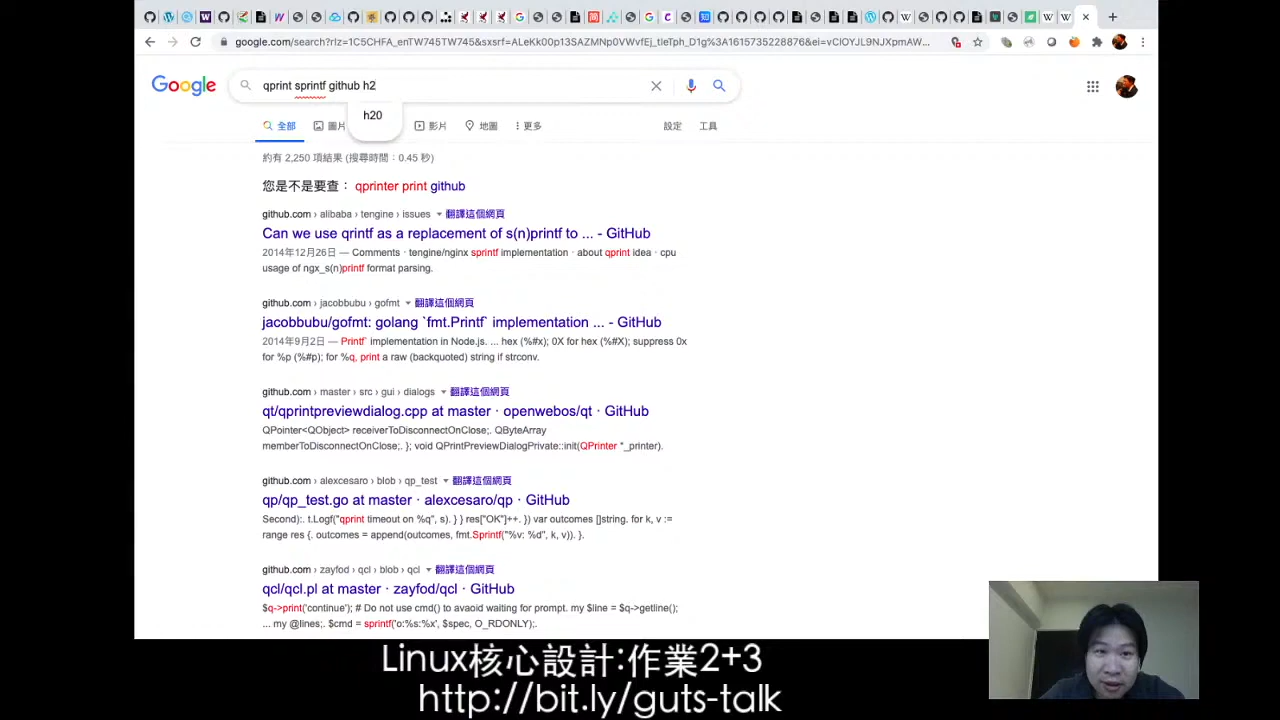 google.com/search?rlz=1C5CHFA_enTW745TW745&sxsrf=ALeKk00p13SAZMNp0VWvfEj_tleTph_D1g%3A1615735228876&ei=vCIOYJL9NJXpmAW...
Google
qprint sprintf github h2
h20
全部 圖片 影片 地圖 更多 設定 工具
約有 2,250 項結果 (搜尋時間：0.45 秒)
您是不是要查： qprinter print github
github.com › alibaba › tengine › issues 翻譯這個網頁
Can we use qrintf as a replacement of s(n)printf to ... - GitHub
2014年12月26日 — Comments · tengine/nginx sprintf implementation · about qprint idea · cpu
usage of ngx_s(n)printf format parsing.
github.com › jacobbubu › gofmt 翻譯這個網頁
jacobbubu/gofmt: golang `fmt.Printf` implementation ... - GitHub
2014年9月2日 — Printf` implementation in Node.js. ... hex (%#x); 0X for hex (%#X); suppress 0x
for %p (%#p); for %q, print a raw (backquoted) string if strconv.
github.com › master › src › gui › dialogs 翻譯這個網頁
qt/qprintpreviewdialog.cpp at master · openwebos/qt · GitHub
QPointer<QObject> receiverToDisconnectOnClose;. QByteArray
memberToDisconnectOnClose;. }; void QPrintPreviewDialogPrivate::init(QPrinter *_printer).
github.com › alexcesaro › blob › qp_test 翻譯這個網頁
qp/qp_test.go at master · alexcesaro/qp · GitHub
Second):. t.Logf("qprint timeout on %q", s). } } res["OK"]++. }) var outcomes []string. for k, v :=
range res {. outcomes = append(outcomes, fmt.Sprintf("%v: %d", k, v)). }.
github.com › zayfod › qcl › blob › qcl 翻譯這個網頁
qcl/qcl.pl at master · zayfod/qcl · GitHub
$q->print('continue'); # Do not use cmd() to avaoid waiting for prompt. my $line = $q->getline();
... my @lines;. $cmd = sprintf('o:%s:%x', $spec, O_RDONLY);.
Linux核心設計:作業2+3
http://bit.ly/guts-talk